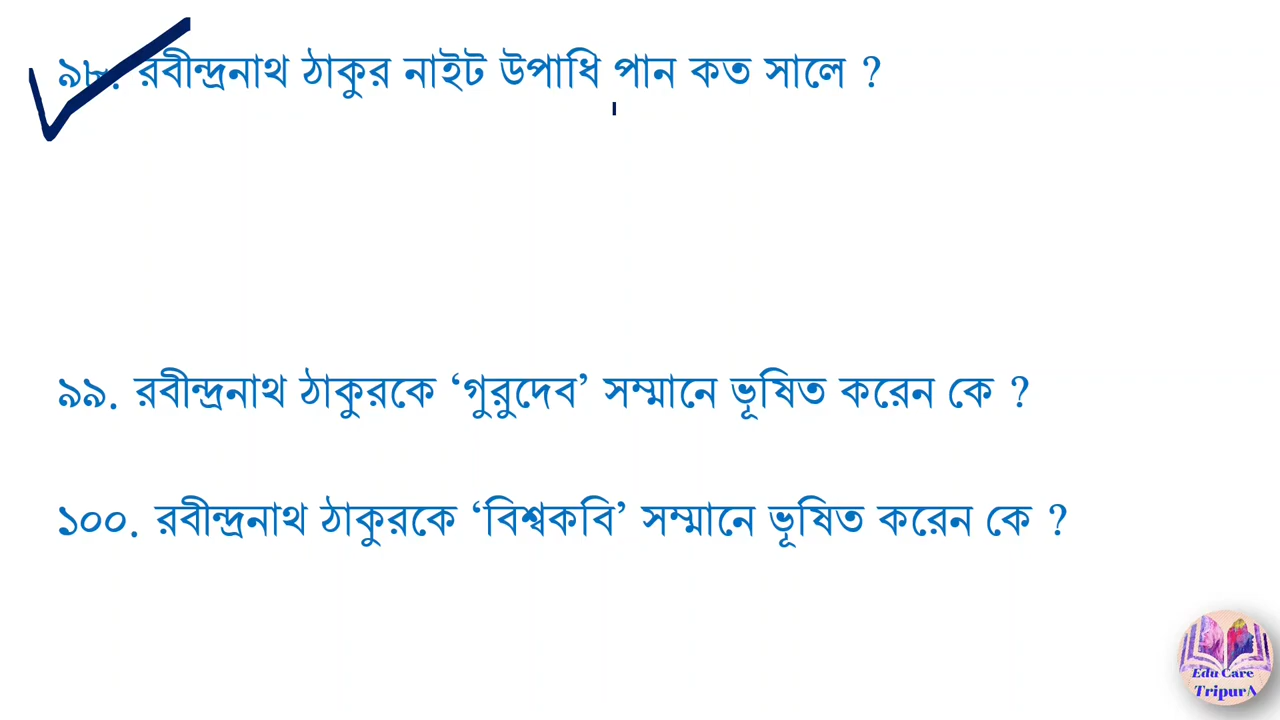 ৯৮. রবীন্দ্রনাথ ঠাকুর নাইট উপাধি পান কত সালে ?
৯৯. রবীন্দ্রনাথ ঠাকুরকে ‘গুরুদেব’ সম্মানে ভূষিত করেন কে ?
১০০. রবীন্দ্রনাথ ঠাকুরকে ‘বিশ্বকবি’ সম্মানে ভূষিত করেন কে ?
Edu Care
TripurA